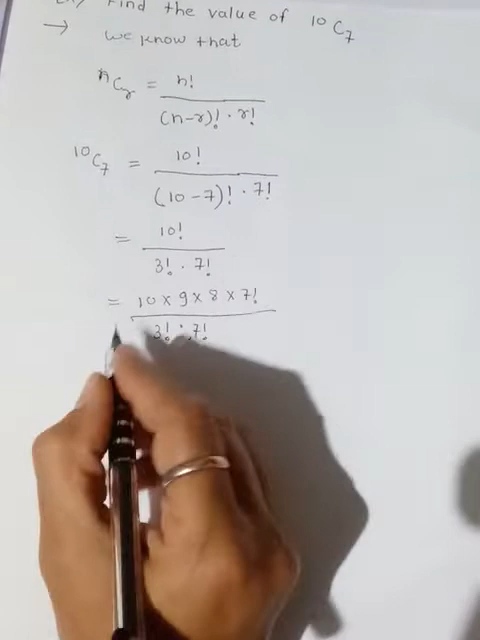 Find the value of ¹⁰C₇
→ we know that
ⁿCᵣ = n!
(n-r)! · r!
¹⁰C₇ = 10!
(10-7)! · 7!
= 10!
3! · 7!
= 10 × 9 × 8 × 7!
3! · 7!